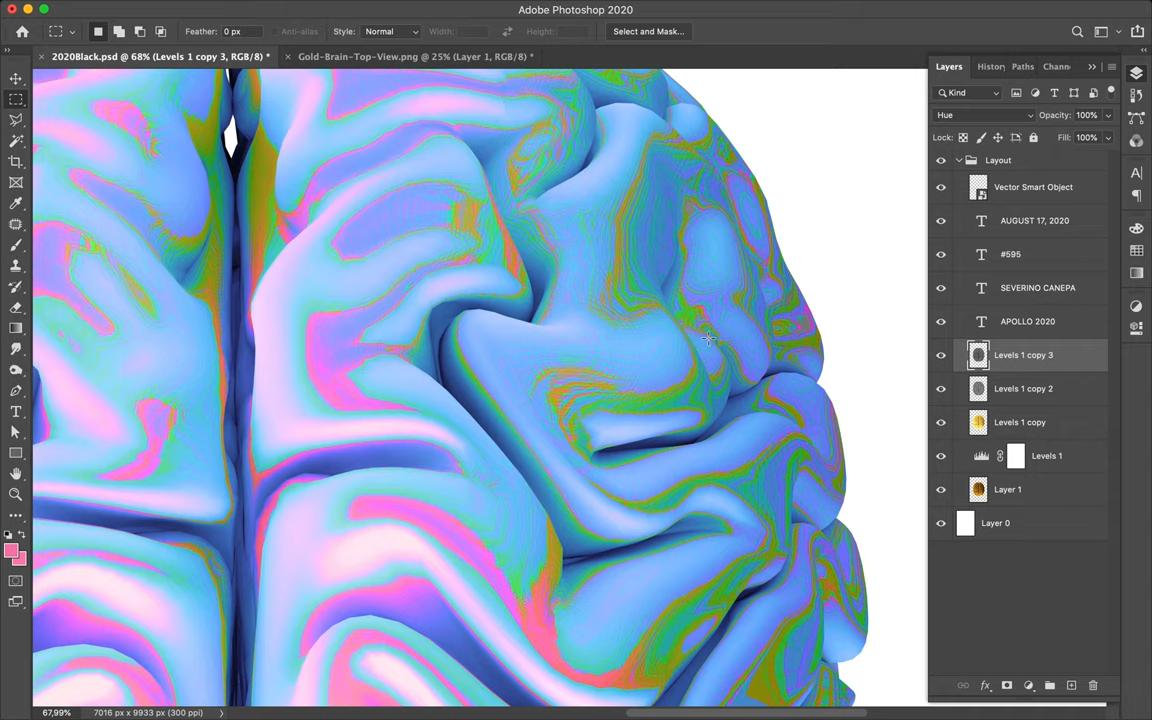 Adobe Photoshop 2020
Feather: 0 px Anti-alias Style: Normal Width: Height: Select and Mask...
2020Black.psd @ 68% (Levels 1 copy 3, RGB/8) * Gold-Brain-Top-View.png @ 25% (Layer 1, RGB/8) *
Layers Histor Paths Chann
Kind
Hue Opacity: 100%
Lock: Fill: 100%
Layout
Vector Smart Object
AUGUST 17, 2020
#595
SEVERINO CANEPA
APOLLO 2020
Levels 1 copy 3
Levels 1 copy 2
Levels 1 copy
Levels 1
Layer 1
Layer 0
67,99% 7016 px x 9933 px (300 ppi)